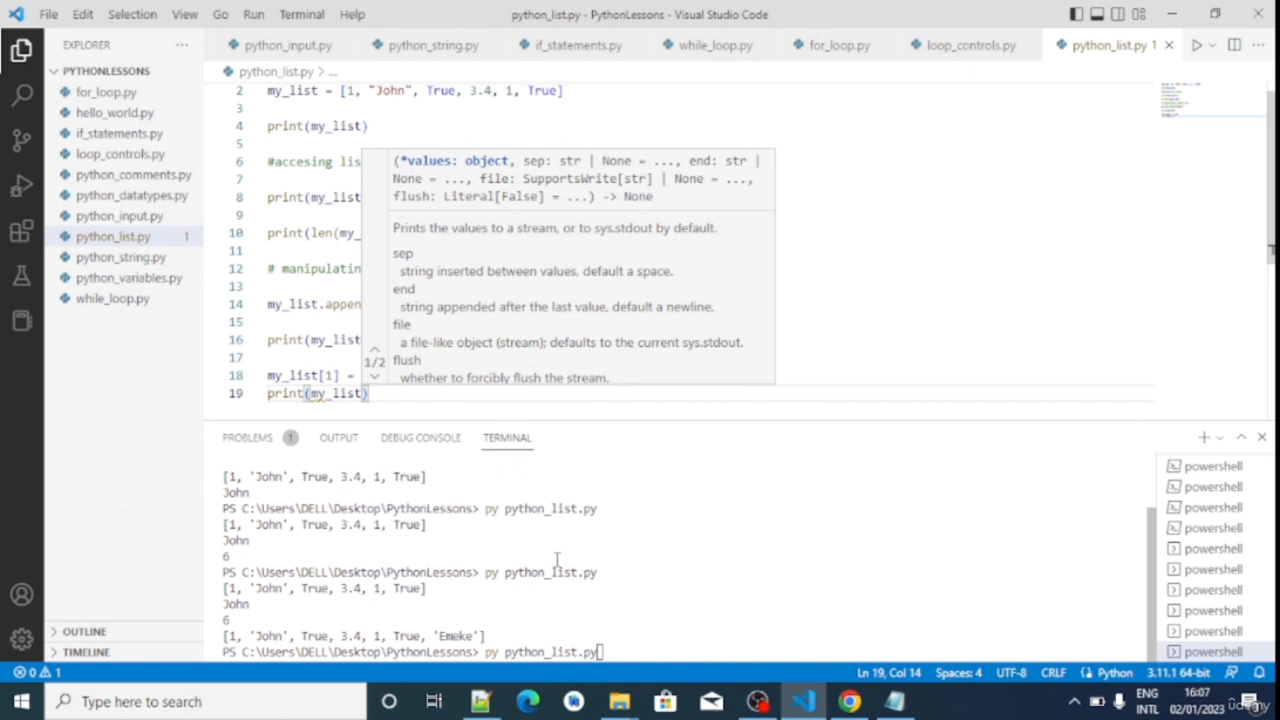 File Edit Selection View Go Run Terminal Help
python_list.py - PythonLessons - Visual Studio Code
EXPLORER
python_input.py python_string.py if_statements.py while_loop.py for_loop.py loop_controls.py python_list.py 1
PYTHONLESSONS
for_loop.py
hello_world.py
if_statements.py
loop_controls.py
python_comments.py
python_datatypes.py
python_input.py
python_list.py 1
python_string.py
python_variables.py
while_loop.py
OUTLINE
TIMELINE
python_list.py > ...
2 my_list = [1, "John", True, 3.4, 1, True]
3
4 print(my_list)
5
6 #accesing lis
7
8 print(my_list
9
10 print(len(my_
11
12 # manipulatin
13
14 my_list.appen
15
16 print(my_list
17
18 my_list[1] =
19 print(my_list)
(*values: object, sep: str | None = ..., end: str |
None = ..., file: SupportsWrite[str] | None = ...,
flush: Literal[False] = ...) -> None
Prints the values to a stream, or to sys.stdout by default.
sep
string inserted between values, default a space.
end
string appended after the last value, default a newline.
file
a file-like object (stream); defaults to the current sys.stdout.
1/2
flush
whether to forcibly flush the stream.
PROBLEMS 1 OUTPUT DEBUG CONSOLE TERMINAL
[1, 'John', True, 3.4, 1, True]
John
PS C:\Users\DELL\Desktop\PythonLessons> py python_list.py
[1, 'John', True, 3.4, 1, True]
John
6
PS C:\Users\DELL\Desktop\PythonLessons> py python_list.py
[1, 'John', True, 3.4, 1, True]
John
6
[1, 'John', True, 3.4, 1, True, 'Emeke']
PS C:\Users\DELL\Desktop\PythonLessons> py python_list.py
powershell
powershell
powershell
powershell
powershell
powershell
powershell
powershell
powershell
powershell
0 1
Ln 19, Col 14 Spaces: 4 UTF-8 CRLF Python 3.11.1 64-bit
Type here to search
ENG
INTL
16:07
02/01/2023
udemy